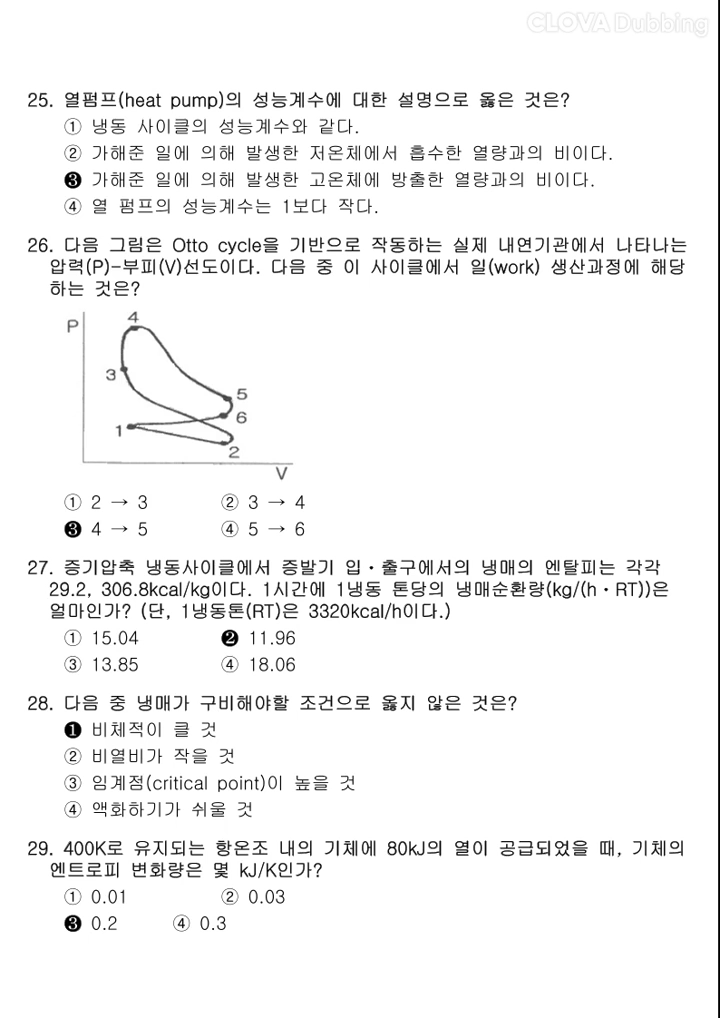 CLOVA Dubbing
25. 열펌프(heat pump)의 성능계수에 대한 설명으로 옳은 것은?
① 냉동 사이클의 성능계수와 같다.
② 가해준 일에 의해 발생한 저온체에서 흡수한 열량과의 비이다.
❸ 가해준 일에 의해 발생한 고온체에 방출한 열량과의 비이다.
④ 열 펌프의 성능계수는 1보다 작다.
26. 다음 그림은 Otto cycle을 기반으로 작동하는 실제 내연기관에서 나타나는
압력(P)-부피(V)선도이다. 다음 중 이 사이클에서 일(work) 생산과정에 해당
하는 것은?
P
4
3
5
6
1
2
V
① 2 → 3 ② 3 → 4
❸ 4 → 5 ④ 5 → 6
27. 증기압축 냉동사이클에서 증발기 입·출구에서의 냉매의 엔탈피는 각각
29.2, 306.8kcal/kg이다. 1시간에 1냉동 톤당의 냉매순환량(kg/(h·RT))은
얼마인가? (단, 1냉동톤(RT)은 3320kcal/h이다.)
① 15.04 ❷ 11.96
③ 13.85 ④ 18.06
28. 다음 중 냉매가 구비해야할 조건으로 옳지 않은 것은?
❶ 비체적이 클 것
② 비열비가 작을 것
③ 임계점(critical point)이 높을 것
④ 액화하기가 쉬울 것
29. 400K로 유지되는 항온조 내의 기체에 80kJ의 열이 공급되었을 때, 기체의
엔트로피 변화량은 몇 kJ/K인가?
① 0.01 ② 0.03
❸ 0.2 ④ 0.3